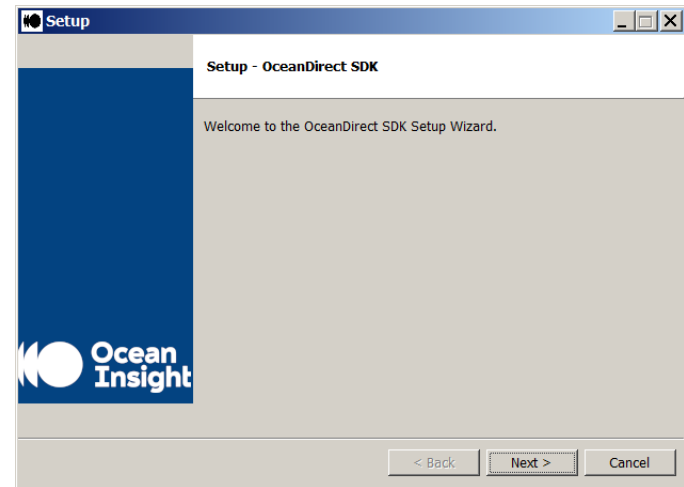 Setup
Setup - OceanDirect SDK
Welcome to the OceanDirect SDK Setup Wizard.
Ocean
Insight
< Back Next > Cancel